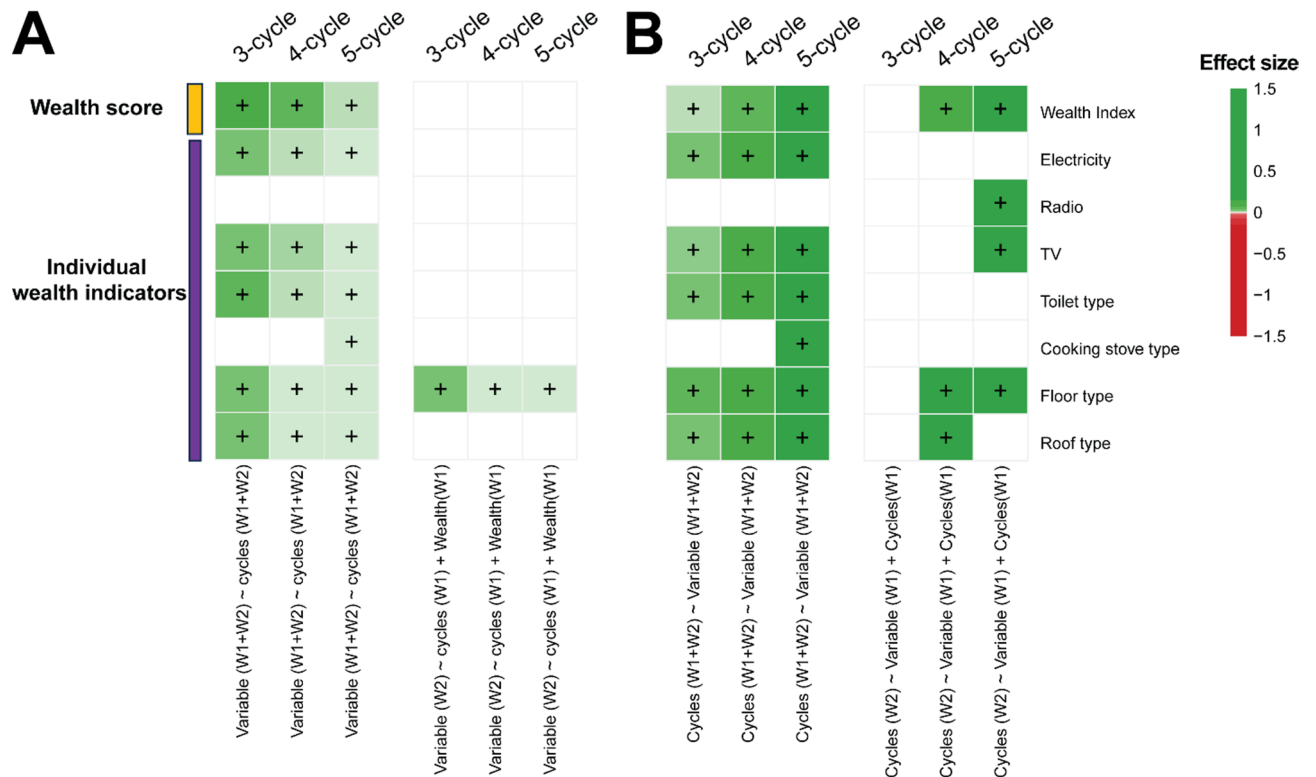 A
B
3-cycle
4-cycle
5-cycle
3-cycle
4-cycle
5-cycle
3-cycle
4-cycle
5-cycle
3-cycle
4-cycle
5-cycle
Effect size
1.5
1
0.5
0
−0.5
−1
−1.5
Wealth score
Individual
wealth indicators
+ + + + + +
Wealth Index
+ + + + + +
Electricity
+
Radio
+ + + + + + +
TV
+ + + + + +
Toilet type
+ +
Cooking stove type
+ + + + + + + + + + +
Floor type
+ + + + + + +
Roof type
Variable (W1+W2) ~ cycles (W1+W2)
Variable (W1+W2) ~ cycles (W1+W2)
Variable (W1+W2) ~ cycles (W1+W2)
Variable (W2) ~ cycles (W1) + Wealth(W1)
Variable (W2) ~ cycles (W1) + Wealth(W1)
Variable (W2) ~ cycles (W1) + Wealth(W1)
Cycles (W1+W2) ~ Variable (W1+W2)
Cycles (W1+W2) ~ Variable (W1+W2)
Cycles (W1+W2) ~ Variable (W1+W2)
Cycles (W2) ~ Variable (W1) + Cycles(W1)
Cycles (W2) ~ Variable (W1) + Cycles(W1)
Cycles (W2) ~ Variable (W1) + Cycles(W1)